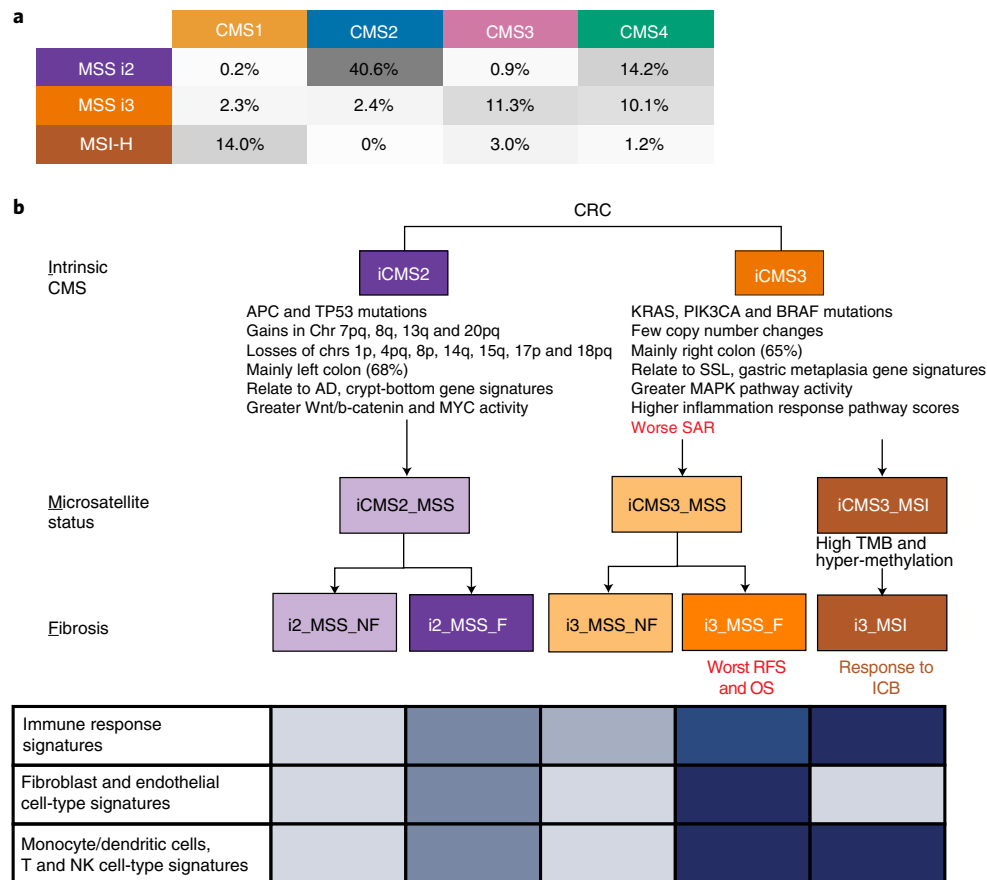 a
CMS1 CMS2 CMS3 CMS4
MSS i2 0.2% 40.6% 0.9% 14.2%
MSS i3 2.3% 2.4% 11.3% 10.1%
MSI-H 14.0% 0% 3.0% 1.2%
b
CRC
Intrinsic
CMS
iCMS2
APC and TP53 mutations
Gains in Chr 7pq, 8q, 13q and 20pq
Losses of chrs 1p, 4pq, 8p, 14q, 15q, 17p and 18pq
Mainly left colon (68%)
Relate to AD, crypt-bottom gene signatures
Greater Wnt/b-catenin and MYC activity
iCMS3
KRAS, PIK3CA and BRAF mutations
Few copy number changes
Mainly right colon (65%)
Relate to SSL, gastric metaplasia gene signatures
Greater MAPK pathway activity
Higher inflammation response pathway scores
Worse SAR
Microsatellite
status
iCMS2_MSS
iCMS3_MSS
iCMS3_MSI
High TMB and
hyper-methylation
Fibrosis
i2_MSS_NF
i2_MSS_F
i3_MSS_NF
i3_MSS_F
i3_MSI
Worst RFS
and OS
Response to
ICB
Immune response
signatures
Fibroblast and endothelial
cell-type signatures
Monocyte/dendritic cells,
T and NK cell-type signatures